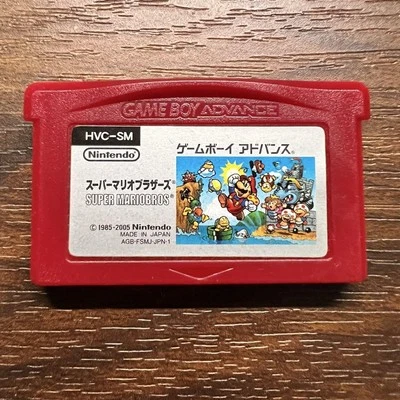 GAME BOY ADVANCE
HVC-SM
Nintendo
ゲームボーイ アドバンス®
スーパーマリオブラザーズ
SUPER MARIOBROS®
© 1985-2005 Nintendo
MADE IN JAPAN
AGB-FSMJ-JPN-1